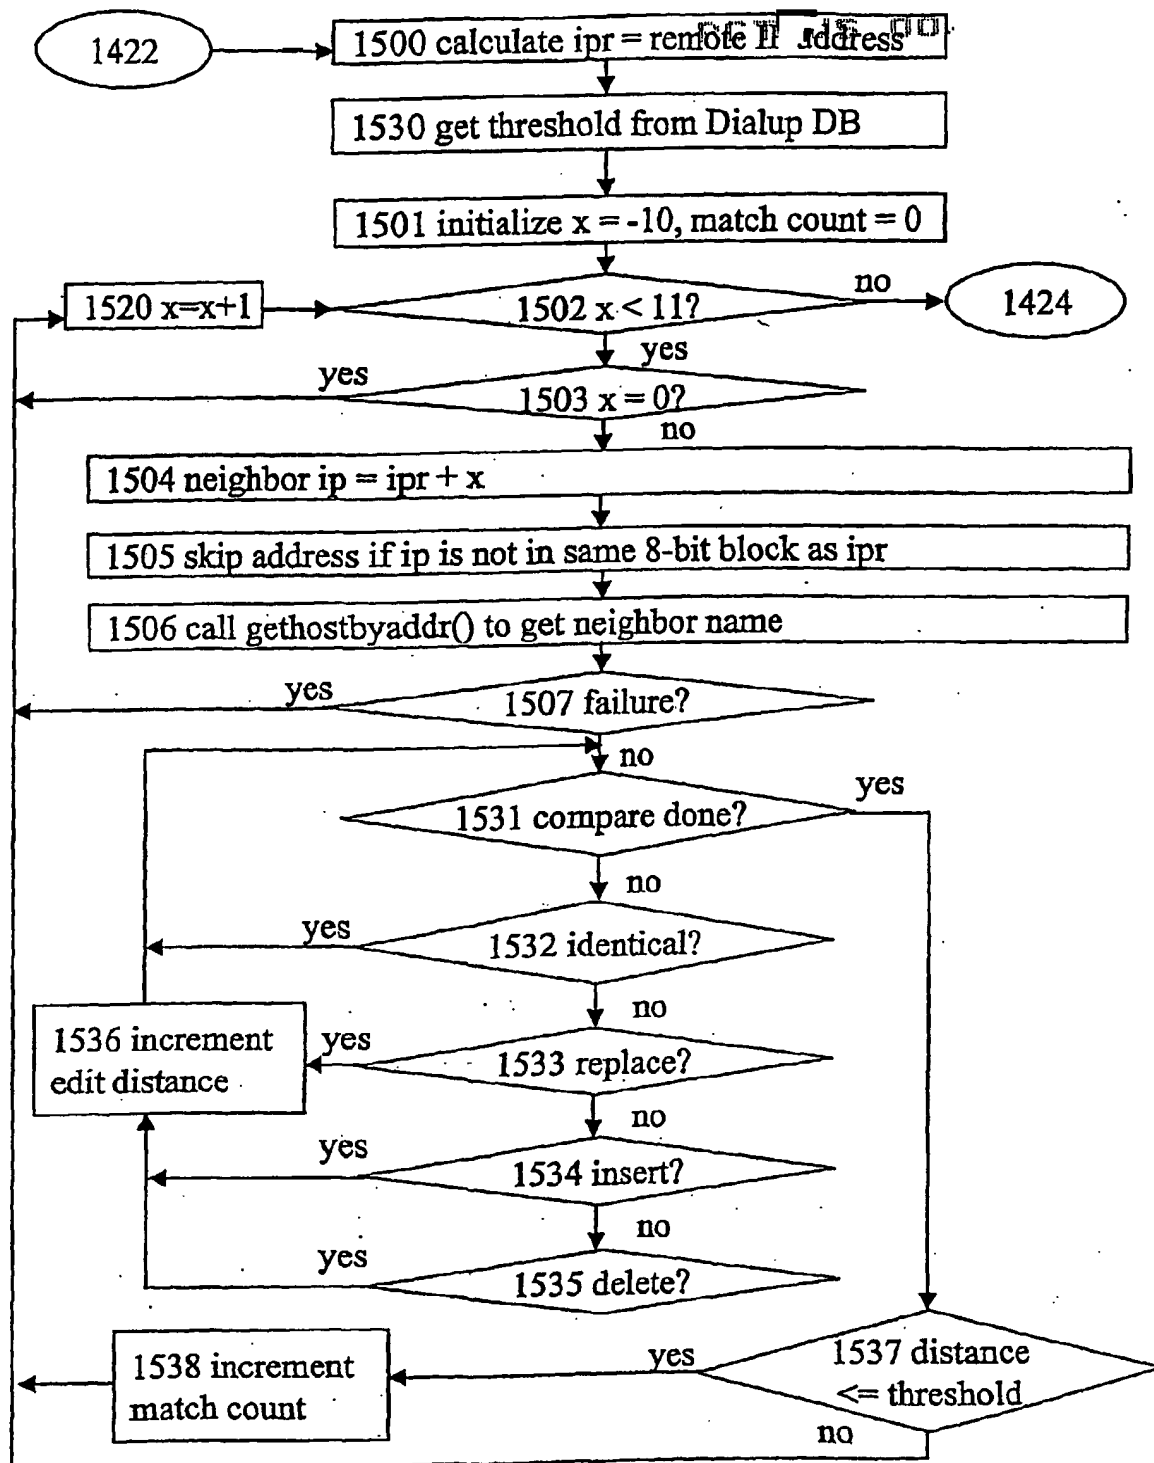 1422
1500 calculate ipr = remote address
1530 get threshold from Dialup DB
1501 initialize x = -10, match count = 0
1520 x=x+1
1502 x < 11?
no
1424
yes
yes
1503 x = 0?
no
1504 neighbor ip = ipr + x
1505 skip address if ip is not in same 8-bit block as ipr
1506 call gethostbyaddr() to get neighbor name
yes
1507 failure?
no
yes
1531 compare done?
no
yes
1532 identical?
no
1536 increment
edit distance
yes
1533 replace?
no
yes
1534 insert?
no
yes
1535 delete?
1538 increment
match count
yes
1537 distance
<= threshold
no